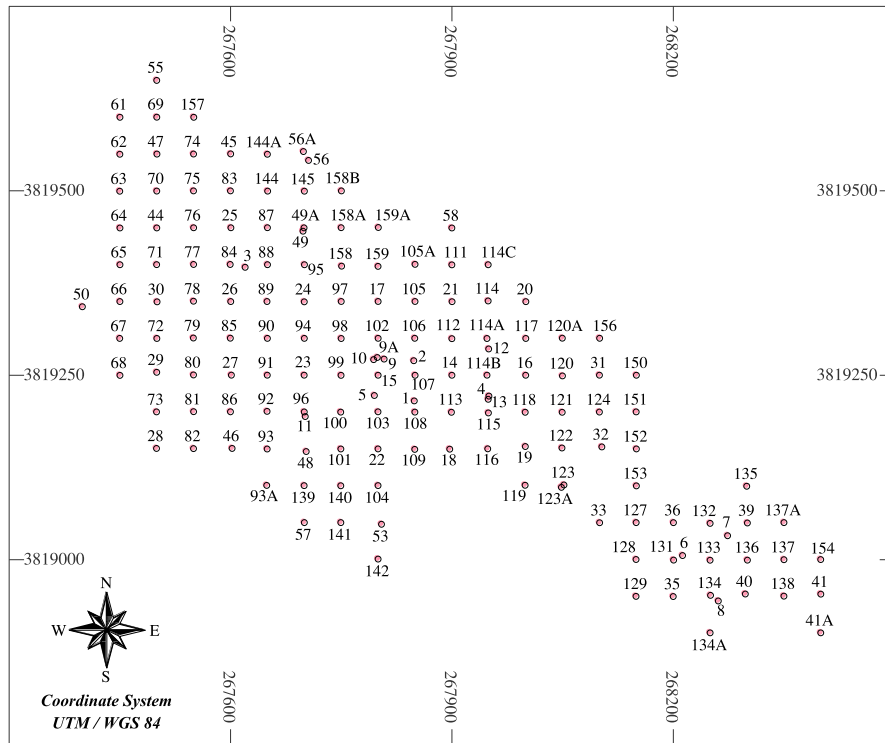 267600 267900 268200
55
61 69 157
56A
62 47 74 45 144A
56
63 70 75 83 144 145 158B
3819500 3819500
64 44 76 25 87 49A 158A 159A 58
49
65 71 77 84 3 88 158 159 105A 111 114C
95
50 66 30 78 26 89 24 97 17 105 21 114 20
67 72 79 85 90 94 98 102 106 112 114A 117 120A 156
9A 12
68 29 80 27 91 23 99 10 9 2 14 114B 16 120 31 150
3819250 3819250
15 107
73 81 86 92 96 5 1 113 4 13 118 121 124 151
11 100 103 108 115
28 82 46 93 122 32 152
48 101 22 109 18 116 19
123 153 135
93A 139 140 104 119 123A
33 127 36 132 39 137A
57 141 53 7
128 131 6 133 136 137 154
3819000
142
129 35 134 40 138 41
8
134A 41A
N
W E
S
Coordinate System
UTM / WGS 84
267600 267900 268200